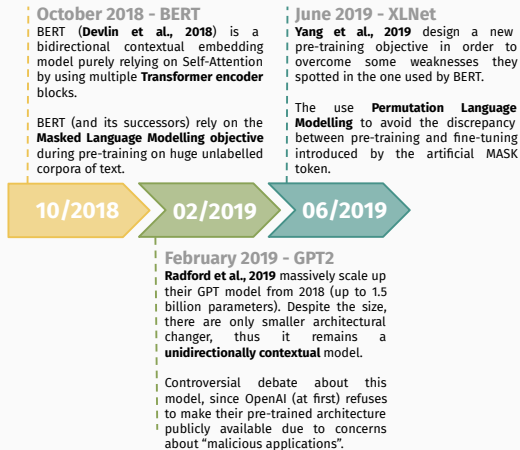 October 2018 - BERT
BERT (Devlin et al., 2018) is a
bidirectional contextual embedding
model purely relying on Self-Attention
by using multiple Transformer encoder
blocks.
BERT (and its successors) rely on the
Masked Language Modelling objective
during pre-training on huge unlabelled
corpora of text.
June 2019 - XLNet
Yang et al., 2019 design a new
pre-training objective in order to
overcome some weaknesses they
spotted in the one used by BERT.
The use Permutation Language
Modelling to avoid the discrepancy
between pre-training and fine-tuning
introduced by the artificial MASK
token.
10/2018
02/2019
06/2019
February 2019 - GPT2
Radford et al., 2019 massively scale up
their GPT model from 2018 (up to 1.5
billion parameters). Despite the size,
there are only smaller architectural
changer, thus it remains a
unidirectionally contextual model.
Controversial debate about this
model, since OpenAI (at first) refuses
to make their pre-trained architecture
publicly available due to concerns
about “malicious applications”.